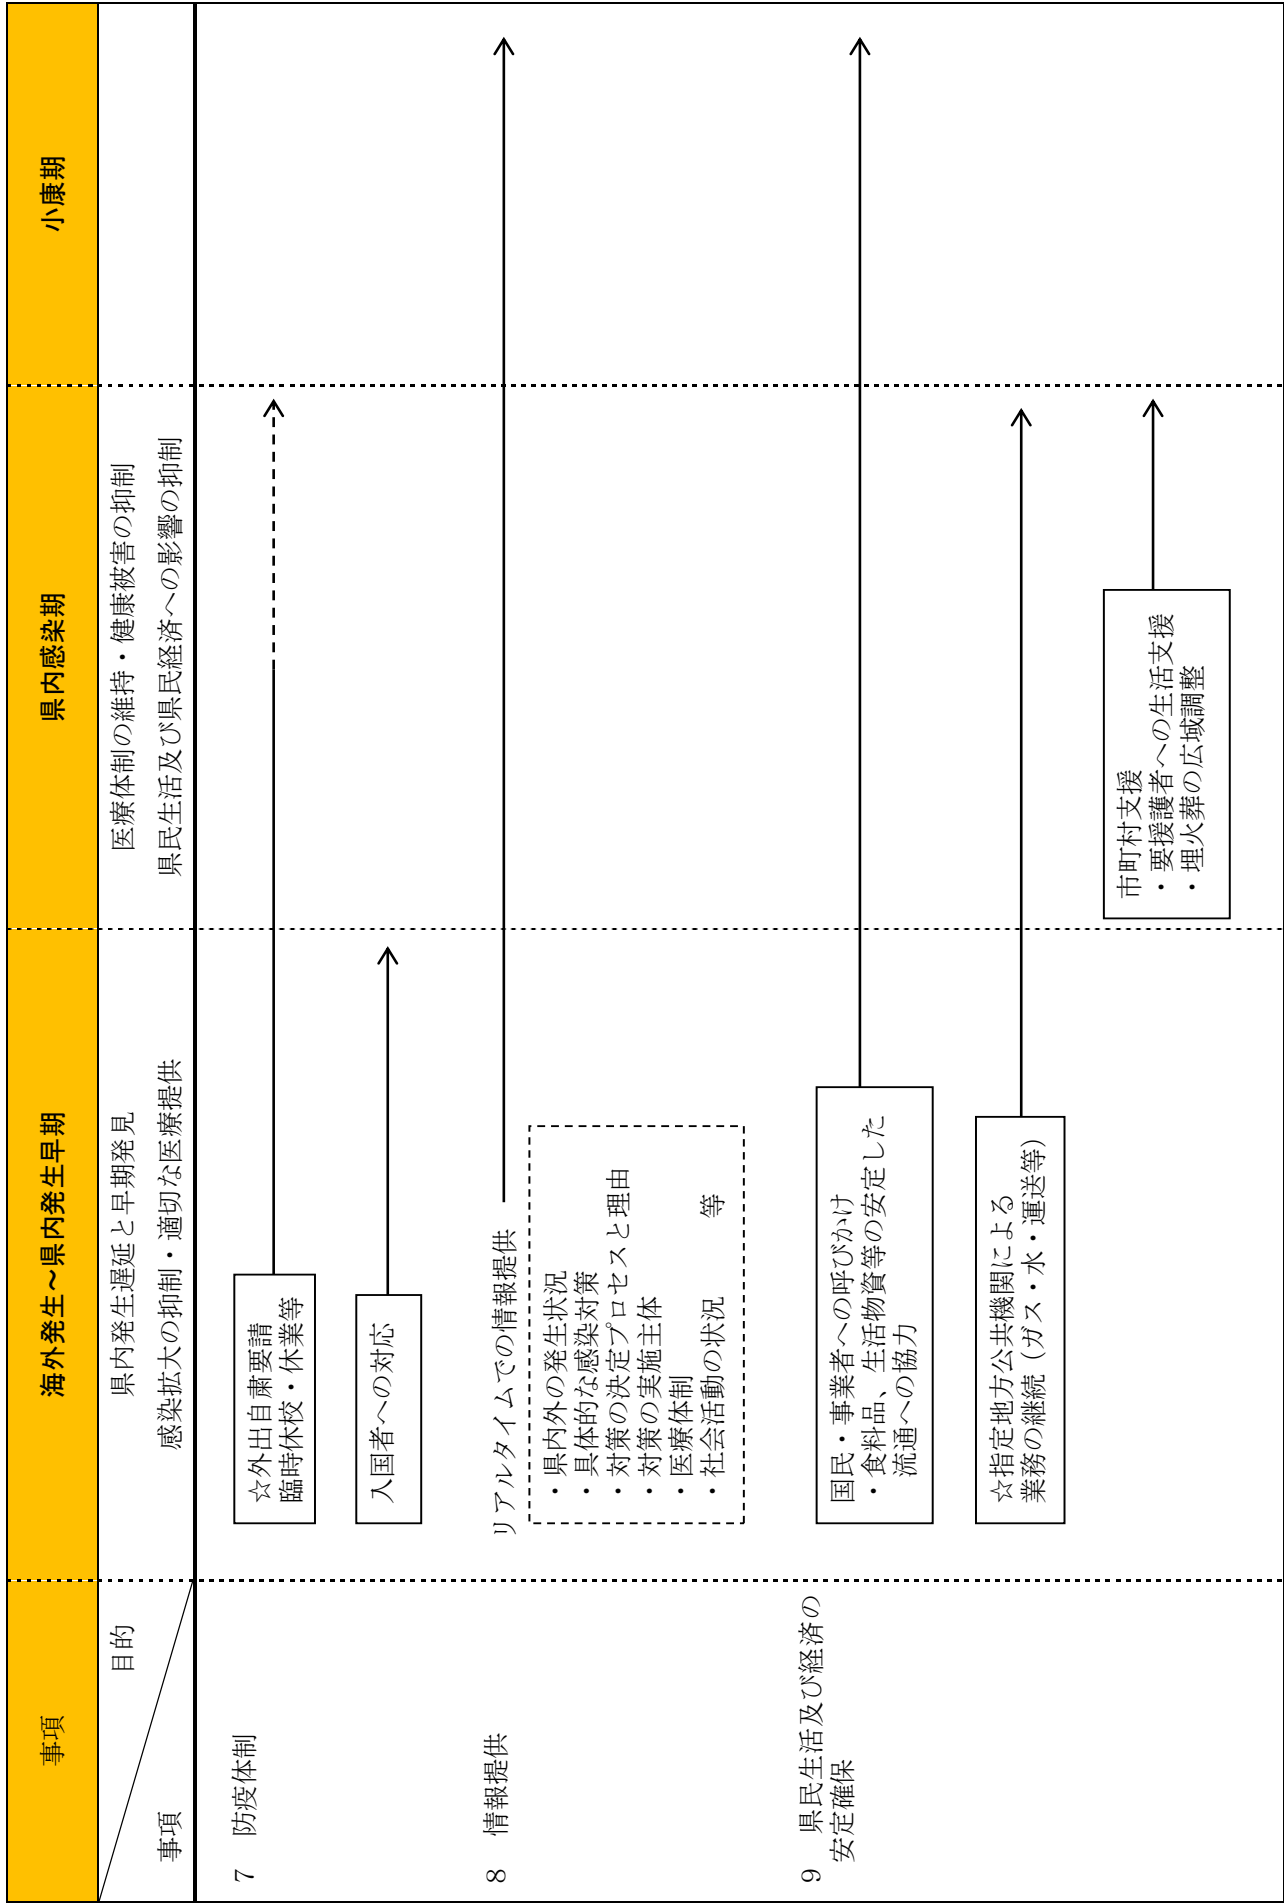 事項
海外発生～県内発生早期
県内感染期
小康期
目的
事項
県内発生遅延と早期発見
感染拡大の抑制・適切な医療提供
医療体制の維持・健康被害の抑制
県民生活及び県民経済への影響の抑制
7 防疫体制
☆外出自粛要請
臨時休校・休業等
入国者への対応
8 情報提供
リアルタイムでの情報提供
・県内外の発生状況
・具体的な感染対策
・対策の決定プロセスと理由
・対策の実施主体
・医療体制
・社会活動の状況 等
9 県民生活及び経済の
安定確保
国民・事業者への呼びかけ
・食料品、生活物資等の安定した
流通への協力
☆指定地方公共機関による
業務の継続（ガス・水・運送等）
市町村支援
・要援護者への生活支援
・埋火葬の広域調整